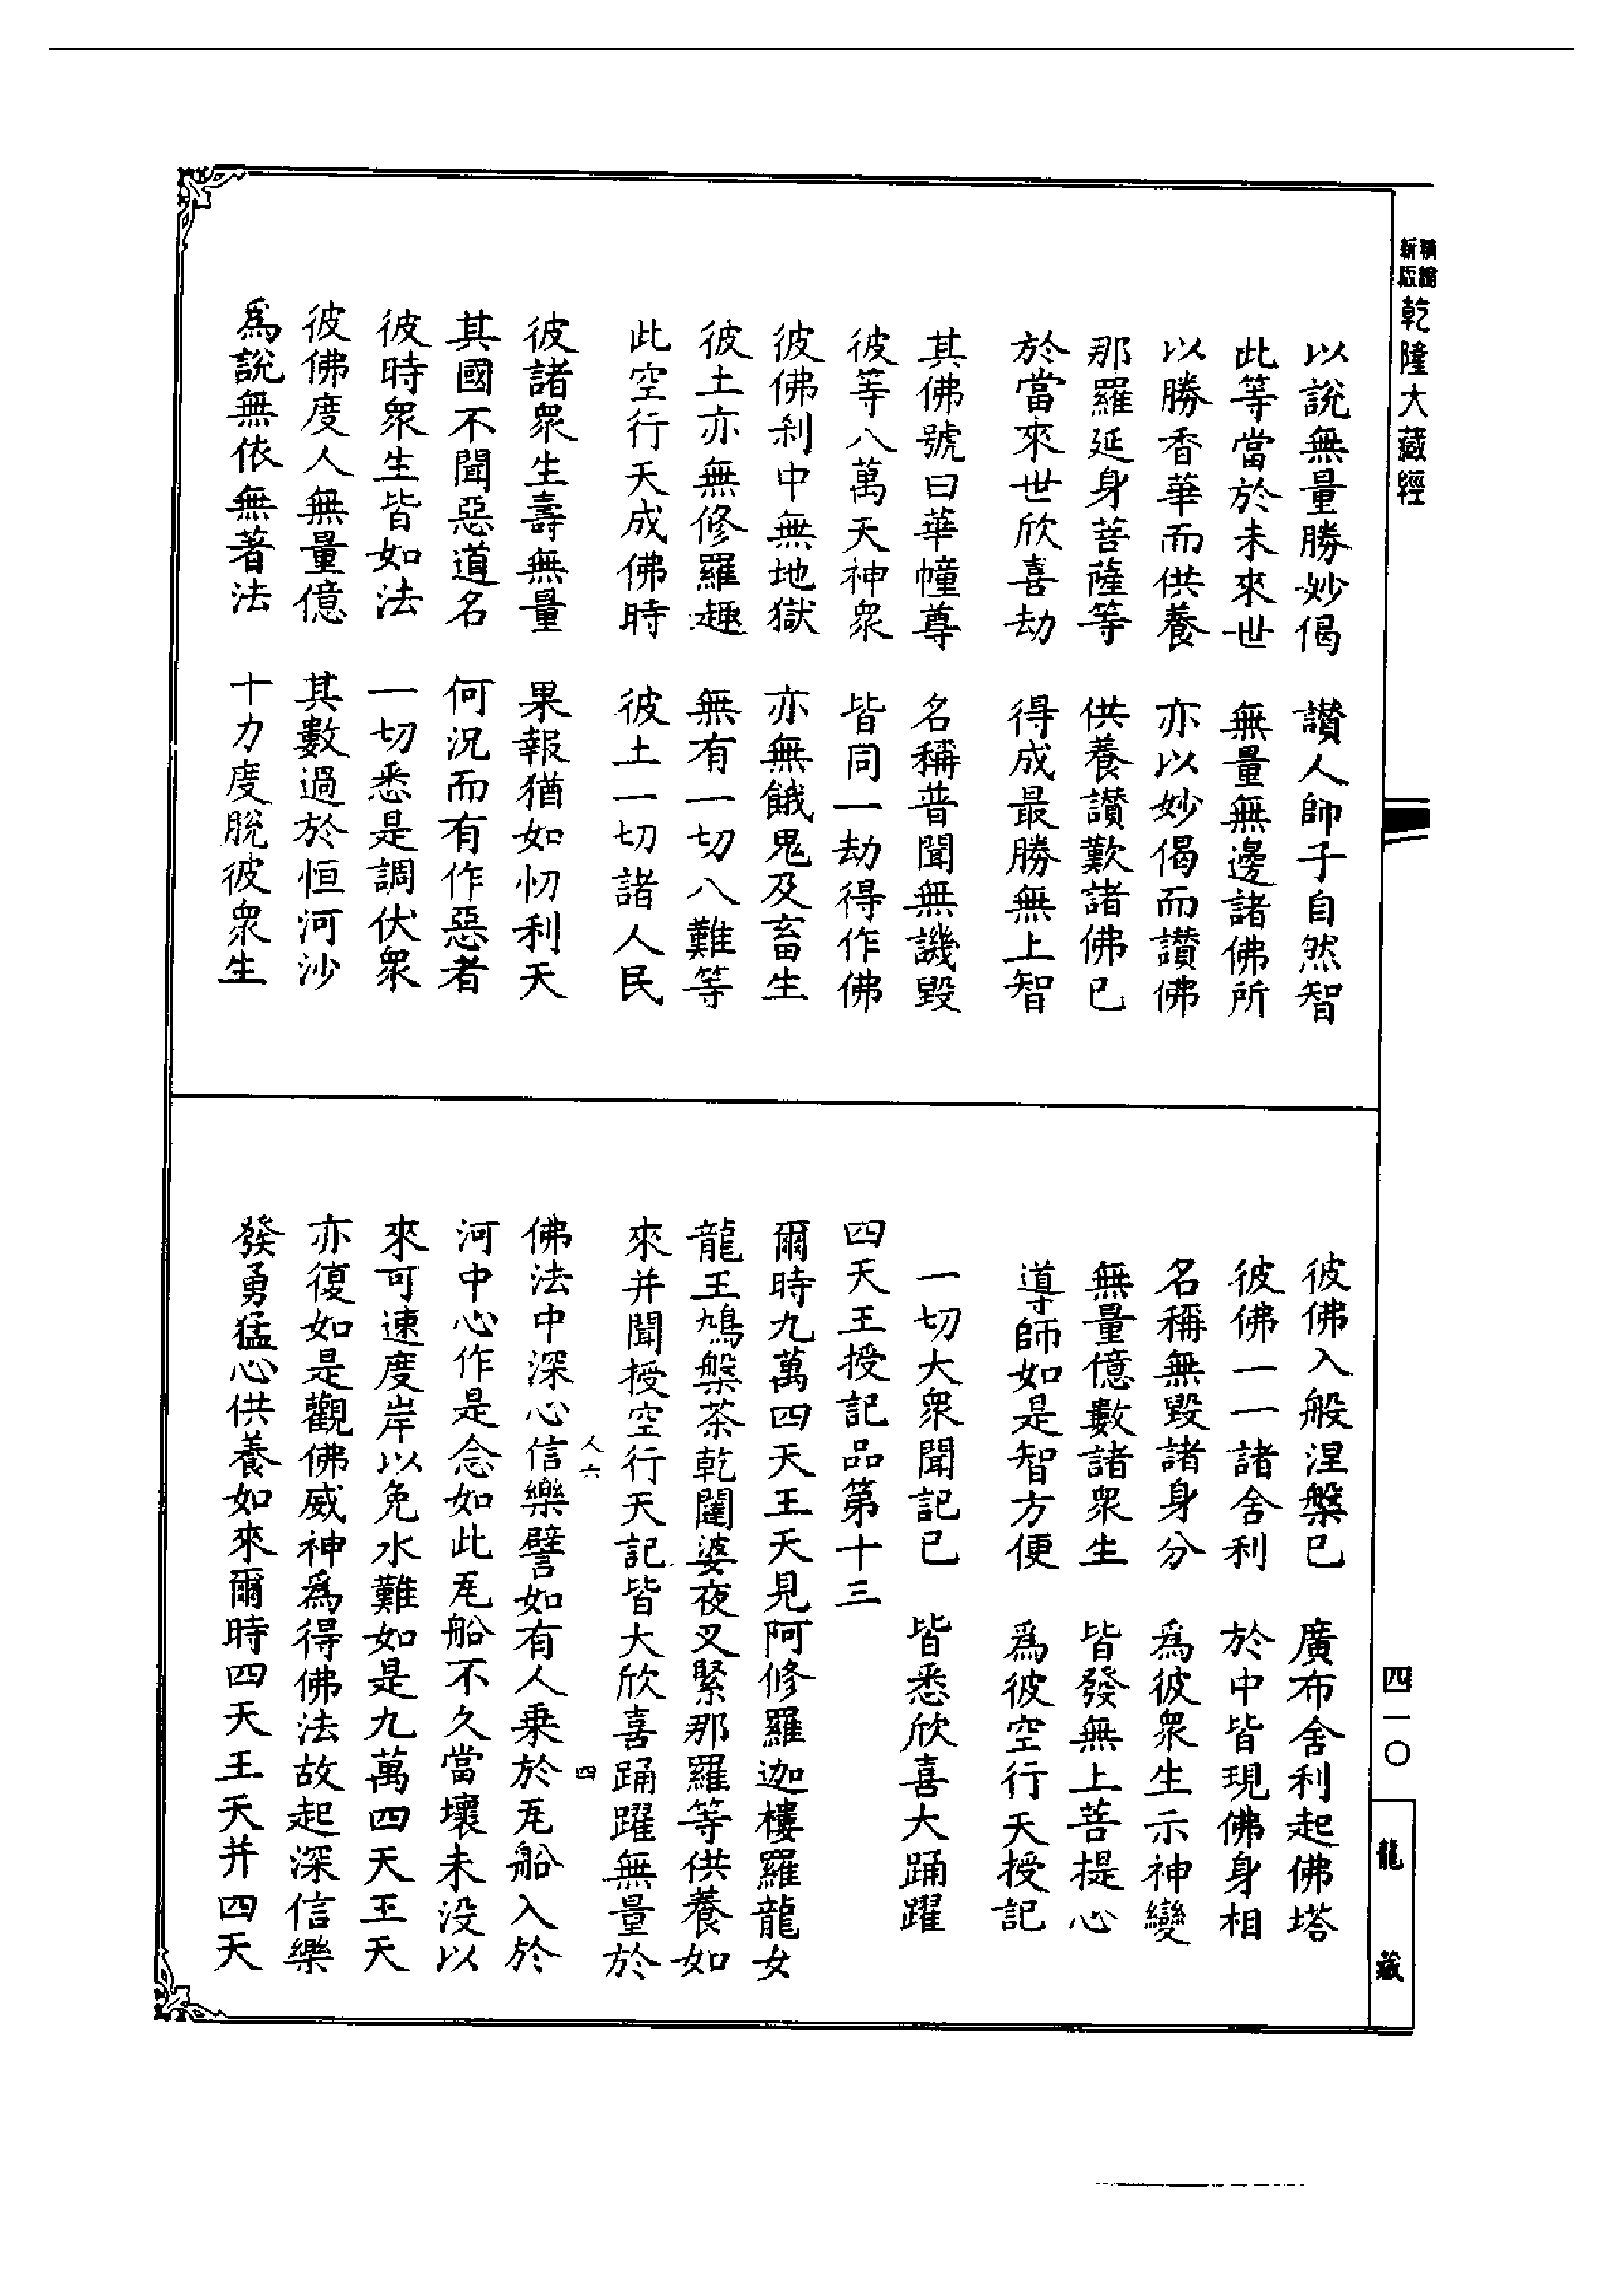 新編縮版 乾隆大藏經
以說無量勝妙偈 讚人師子自然智
此等當於未來世 無量無邊諸佛所
以勝香華而供養 亦以妙偈而讚佛
那羅延身菩薩等 供養讚歎諸佛已
於當來世欣喜劫 得成最勝無上智
其佛號曰華幢尊 名稱普聞無譏毀
彼等八萬天神眾 皆同一劫得作佛
彼佛刹中無地獄 亦無餓鬼及畜生
彼土亦無修羅趣 無有一切八難等
此空行天成佛時 彼土一切諸人民
彼諸眾生壽無量 果報猶如忉利天
其國不聞惡道名 何況而有作惡者
彼時眾生皆如法 一切悉是調伏眾
彼佛度人無量億 其數過於恒河沙
為說無依無著法 十力度脫彼眾生
彼佛入般涅槃已 廣布舍利起佛塔
彼佛一一諸舍利 於中皆現佛身相
名稱無毀諸身分 為彼眾生示神變
無量億數諸眾生 皆發無上菩提心
導師如是智方便 為彼空行天授記
一切大眾聞記已 皆悉欣喜大踊躍
四天王授記品第十三
爾時九萬四天王天見阿修羅迦樓羅龍女
龍王鳩槃茶乾闥婆夜叉緊那羅等供養如
來并聞授空行天記皆大欣喜踊躍無量於
人六 四
佛法中深心信樂譬如有人乘於瓦船入於
河中心作是念如此瓦船不久當壞未沒以
來可速度岸以免水難如是九萬四天王天
亦復如是觀佛威神為得佛法故起深信樂
發勇猛心供養如來爾時四天王天并四天
四一〇
龍藏